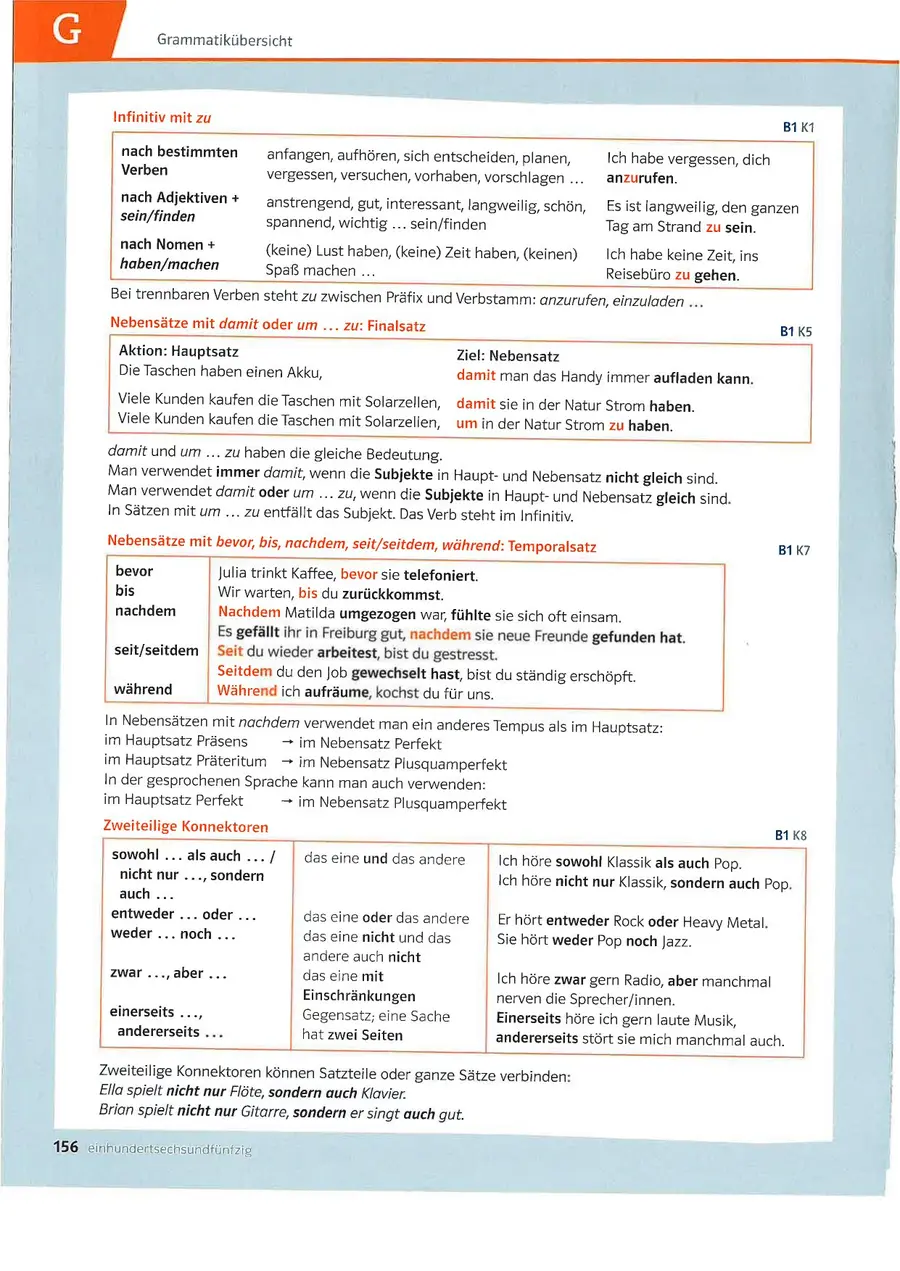 G
Grammatikübersicht
Infinitiv mit zu
B1 K1
nach bestimmten Verben
anfangen, aufhören, sich entscheiden, planen,
vergessen, versuchen, vorhaben, vorschlagen ...
Ich habe vergessen, dich
anzurufen.
nach Adjektiven +
sein/finden
anstrengend, gut, interessant, langweilig, schön,
spannend, wichtig ... sein/finden
Es ist langweilig, den ganzen
Tag am Strand zu sein.
nach Nomen +
haben/machen
(keine) Lust haben, (keine) Zeit haben, (keinen)
Spaß machen ...
Ich habe keine Zeit, ins
Reisebüro zu gehen.
Bei trennbaren Verben steht zu zwischen Präfix und Verbstamm: anzurufen, einzuladen ...
Nebensätze mit damit oder um ... zu: Finalsatz
B1 K5
Aktion: Hauptsatz
Ziel: Nebensatz
Die Taschen haben einen Akku,
damit man das Handy immer aufladen kann.
Viele Kunden kaufen die Taschen mit Solarzellen,
damit sie in der Natur Strom haben.
Viele Kunden kaufen die Taschen mit Solarzellen,
um in der Natur Strom zu haben.
damit und um ... zu haben die gleiche Bedeutung.
Man verwendet immer damit, wenn die Subjekte in Haupt- und Nebensatz nicht gleich sind.
Man verwendet damit oder um ... zu, wenn die Subjekte in Haupt- und Nebensatz gleich sind.
In Sätzen mit um ... zu entfällt das Subjekt. Das Verb steht im Infinitiv.
Nebensätze mit bevor, bis, nachdem, seit/seitdem, während: Temporalsatz
B1 K7
bevor
Julia trinkt Kaffee, bevor sie telefoniert.
bis
Wir warten, bis du zurückkommst.
nachdem
Nachdem Matilda umgezogen war, fühlte sie sich oft einsam.
Es gefällt ihr in Freiburg gut, nachdem sie neue Freunde gefunden hat.
seit/seitdem
Seit du wieder arbeitest, bist du gestresst.
Seitdem du den Job gewechselt hast, bist du ständig erschöpft.
während
Während ich aufräume, kochst du für uns.
In Nebensätzen mit nachdem verwendet man ein anderes Tempus als im Hauptsatz:
im Hauptsatz Präsens → im Nebensatz Perfekt
im Hauptsatz Präteritum → im Nebensatz Plusquamperfekt
In der gesprochenen Sprache kann man auch verwenden:
im Hauptsatz Perfekt → im Nebensatz Plusquamperfekt
Zweiteilige Konnektoren
B1 K8
sowohl ... als auch ... /
nicht nur ..., sondern
auch ...
das eine und das andere
Ich höre sowohl Klassik als auch Pop.
Ich höre nicht nur Klassik, sondern auch Pop.
entweder ... oder ...
das eine oder das andere
Er hört entweder Rock oder Heavy Metal.
weder ... noch ...
das eine nicht und das
andere auch nicht
Sie hört weder Pop noch Jazz.
zwar ..., aber ...
das eine mit
Einschränkungen
Ich höre zwar gern Radio, aber manchmal
nerven die Sprecher/innen.
einerseits ...,
andererseits ...
Gegensatz; eine Sache
hat zwei Seiten
Einerseits höre ich gern laute Musik,
andererseits stört sie mich manchmal auch.
Zweiteilige Konnektoren können Satzteile oder ganze Sätze verbinden:
Ella spielt nicht nur Flöte, sondern auch Klavier.
Brian spielt nicht nur Gitarre, sondern er singt auch gut.
156 einhundertsechsundfünfzig